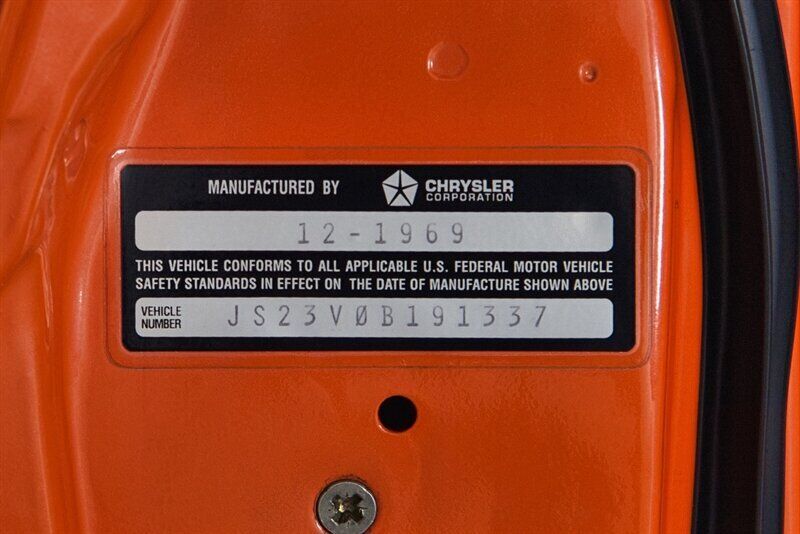 MANUFACTURED BY CHRYSLER CORPORATION
12-1969
THIS VEHICLE CONFORMS TO ALL APPLICABLE U.S. FEDERAL MOTOR VEHICLE
SAFETY STANDARDS IN EFFECT ON THE DATE OF MANUFACTURE SHOWN ABOVE
VEHICLE NUMBER JS23V0B191337